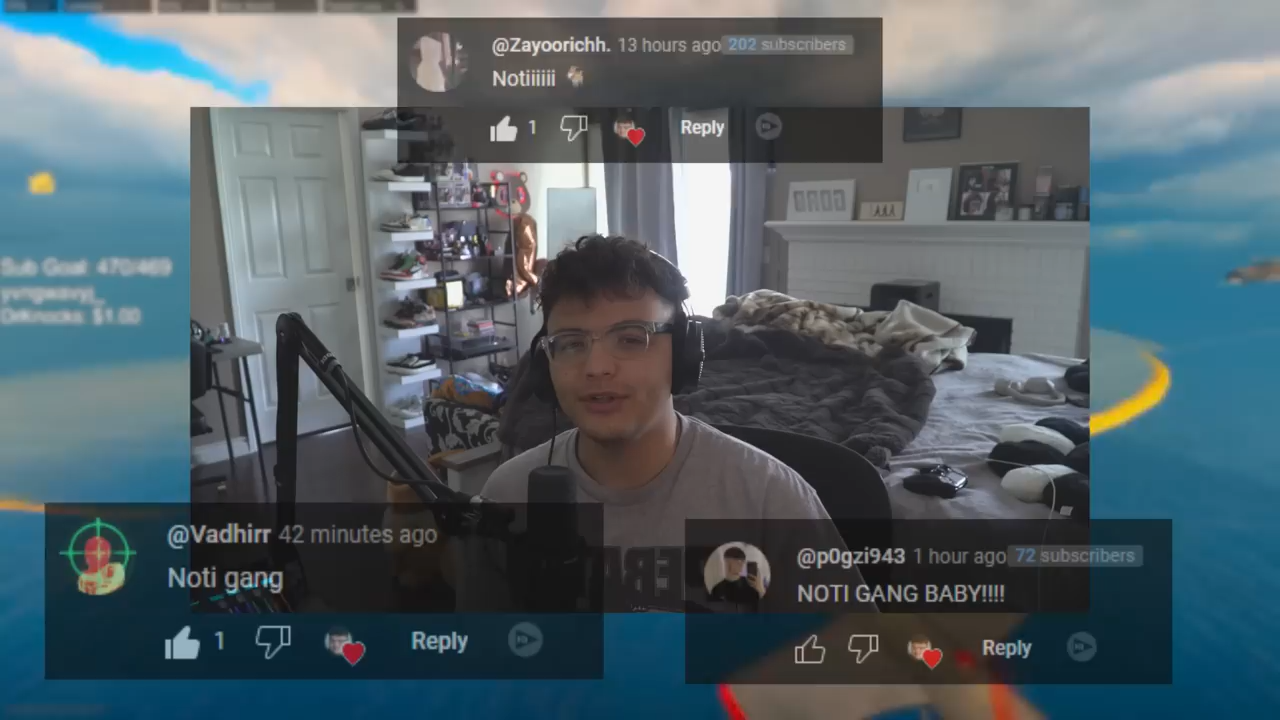 @Zayoorichh. 13 hours ago 202 subscribers
Notiiiiii
1 Reply
Sub Goal: 470/469
DrKnocks: $1.00
@Vadhirr 42 minutes ago
Noti gang
1 Reply
@p0gzi943 1 hour ago 72 subscribers
NOTI GANG BABY!!!!
Reply